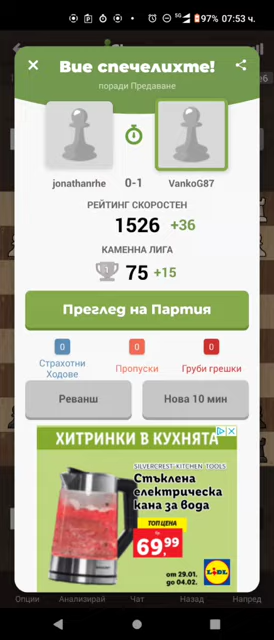 97% 07:53 ч.
Вие спечелихте!
поради Предаване
jonathanrhe 0-1 VankoG87
РЕЙТИНГ СКОРОСТЕН
1526 +36
КАМЕННА ЛИГА
75 +15
Преглед на Партия
0 0 0
Страхотни Ходове
Пропуски
Груби грешки
Реванш
Нова 10 мин
ХИТРИНКИ В КУХНЯТА
SILVERCREST KITCHEN TOOLS
Стъклена
електрическа
кана за вода
ТОП ЦЕНА
69.99
от 29.01.
до 04.02.
LIDL
Опции Анализирай Чат Назад Напред